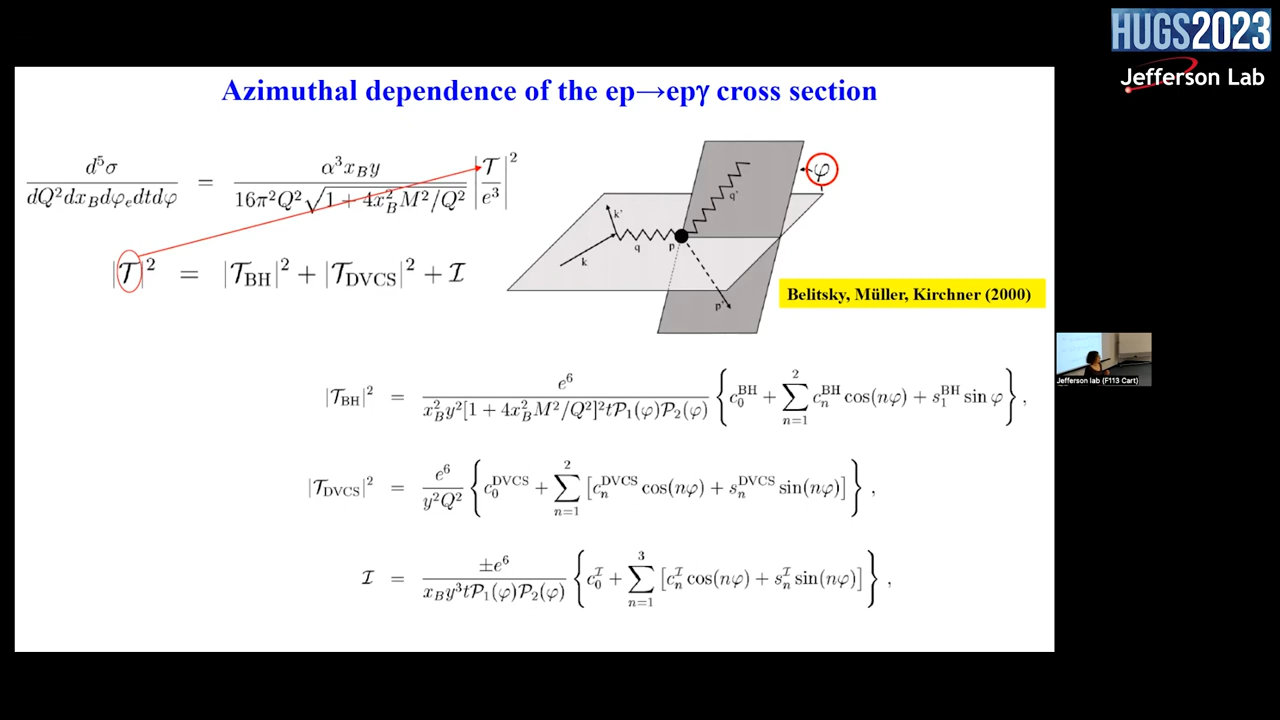 HUGS2023
Jefferson Lab
Azimuthal dependence of the ep→epγ cross section
d⁵σ / dQ²dx_Bdφ_edtdφ = α³x_By / 16π²Q²√(1 + 4x_B²M²/Q²) |𝒯 / e³|²
|𝒯|² = |𝒯_BH|² + |𝒯_DVCS|² + ℐ
φ
k'
q'
q
p
k
p'
Belitsky, Müller, Kirchner (2000)
|𝒯_BH|² = e⁶ / x_B²y²[1 + 4x_B²M²/Q²]²t𝒫₁(φ)𝒫₂(φ) { c₀^BH + ∑_{n=1}^{2} c_n^BH cos(nφ) + s₁^BH sin φ } ,
|𝒯_DVCS|² = e⁶ / y²Q² { c₀^DVCS + ∑_{n=1}^{2} [c_n^DVCS cos(nφ) + s_n^DVCS sin(nφ)] } ,
ℐ = ±e⁶ / x_By³t𝒫₁(φ)𝒫₂(φ) { c₀^ℐ + ∑_{n=1}^{3} [c_n^ℐ cos(nφ) + s_n^ℐ sin(nφ)] } ,
Jefferson lab (F113 Cart)